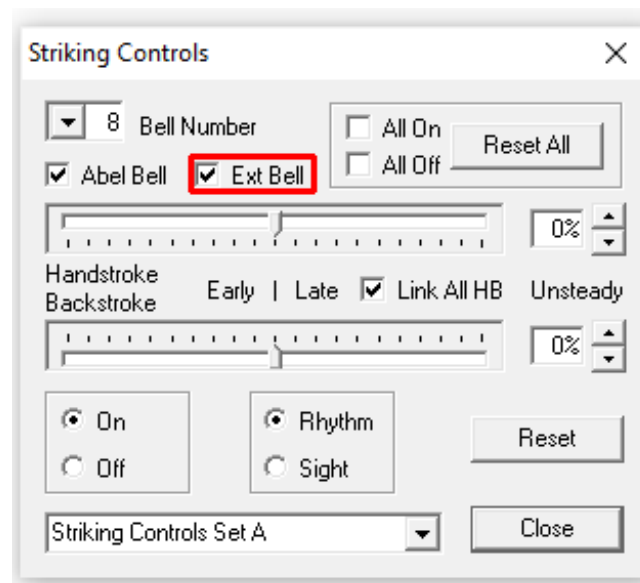 Striking Controls
8 Bell Number
All On
All Off
Reset All
Abel Bell
Ext Bell
0%
Handstroke
Backstroke
Early | Late
Link All HB
Unsteady
0%
On
Off
Rhythm
Sight
Reset
Striking Controls Set A
Close